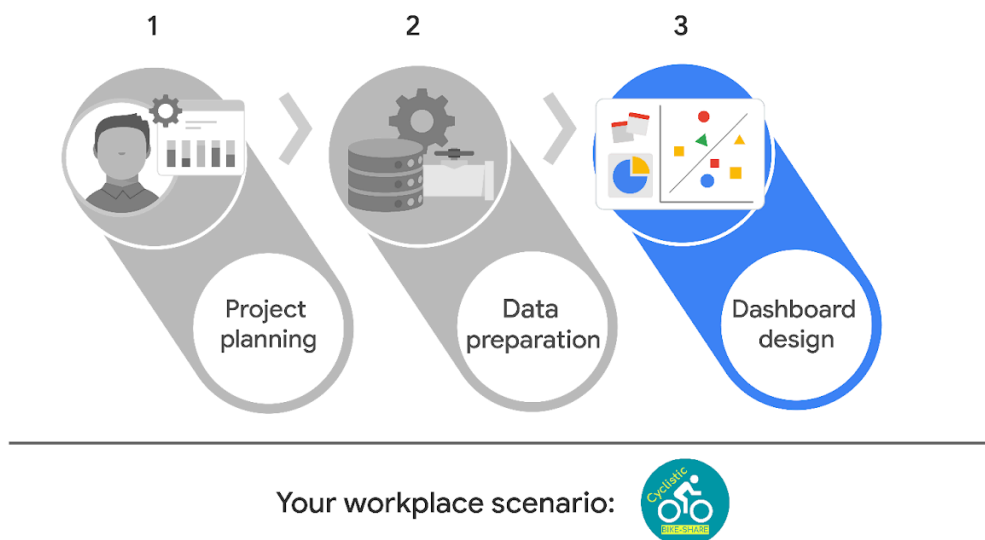 1
2
3
Project
planning
Data
preparation
Dashboard
design
Your workplace scenario:
Cyclistic
BIKE-SHARE